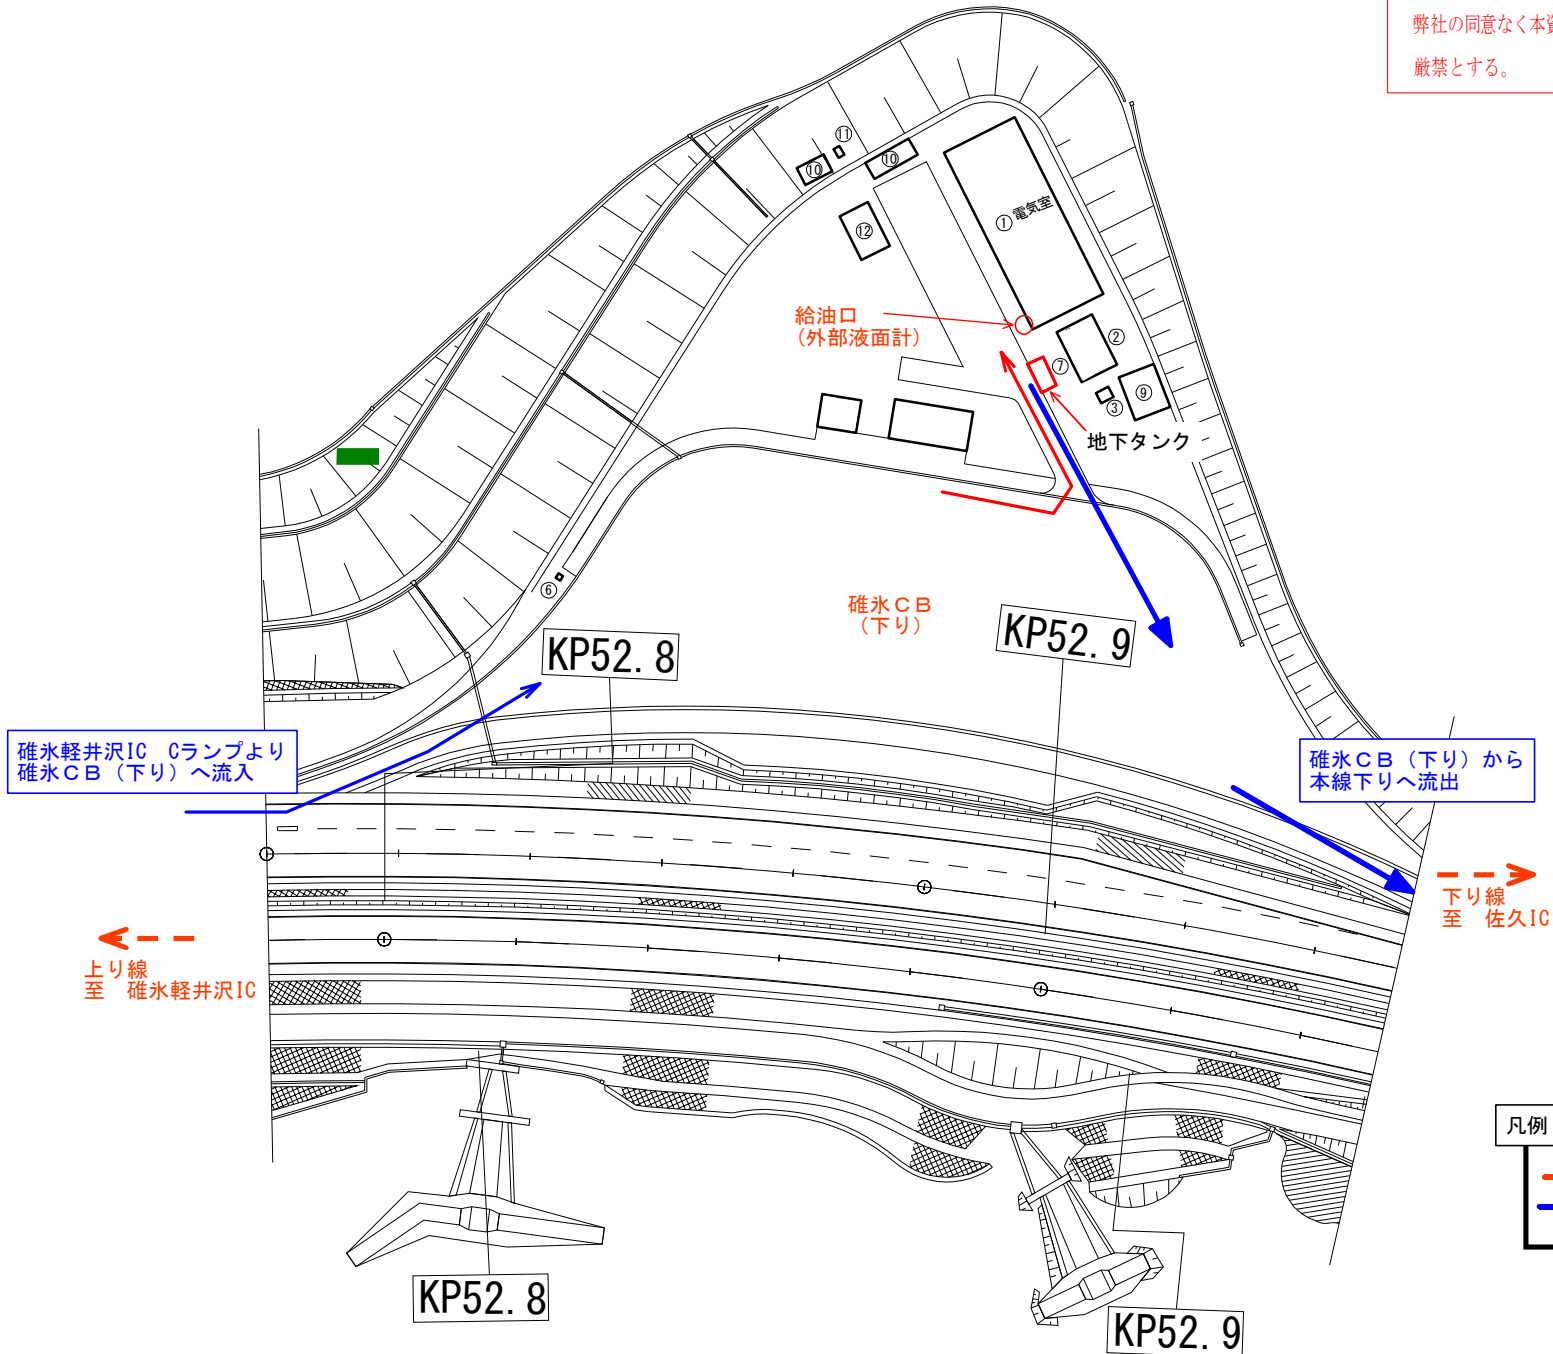 弊社の同意なく本資
厳禁とする。
⑪
⑩
⑩
① 電気室
⑫
給油口
(外部液面計)
②
⑦
③
⑨
地下タンク
⑥
碓氷CB
(下り)
KP52.8
KP52.9
碓氷軽井沢IC Cランプより
碓氷CB(下り)へ流入
碓氷CB(下り)から
本線下りへ流出
下り線
至 佐久IC
上り線
至 碓氷軽井沢IC
凡例
KP52.8
KP52.9